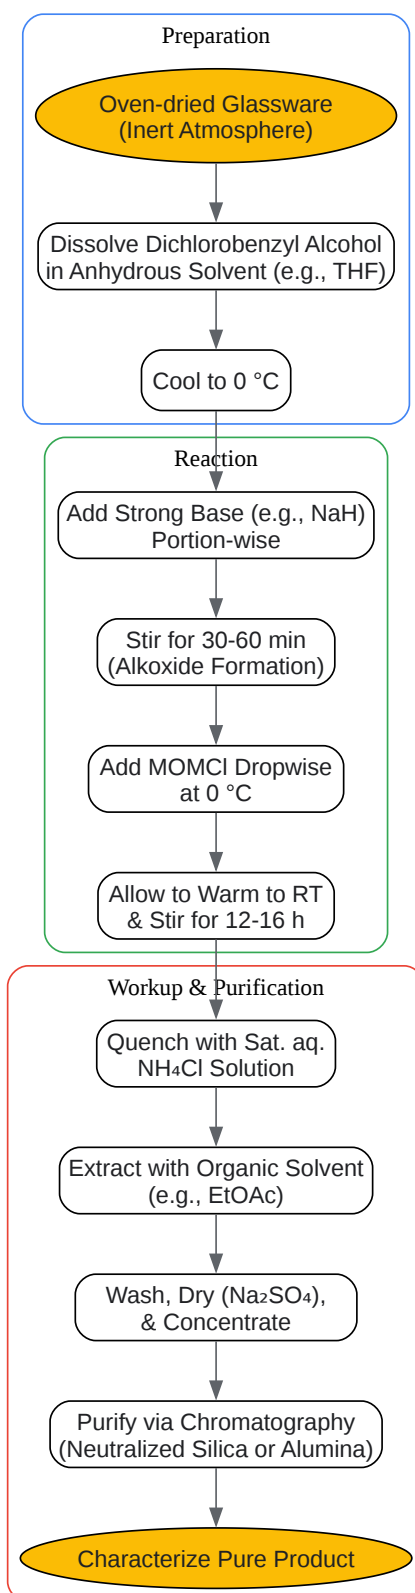 Preparation
Oven-dried Glassware
(Inert Atmosphere)
Dissolve Dichlorobenzyl Alcohol
in Anhydrous Solvent (e.g., THF)
Cool to 0 °C
Reaction
Add Strong Base (e.g., NaH)
Portion-wise
Stir for 30-60 min
(Alkoxide Formation)
Add MOMCl Dropwise
at 0 °C
Allow to Warm to RT
& Stir for 12-16 h
Workup & Purification
Quench with Sat. aq.
NH₄Cl Solution
Extract with Organic Solvent
(e.g., EtOAc)
Wash, Dry (Na₂SO₄),
& Concentrate
Purify via Chromatography
(Neutralized Silica or Alumina)
Characterize Pure Product